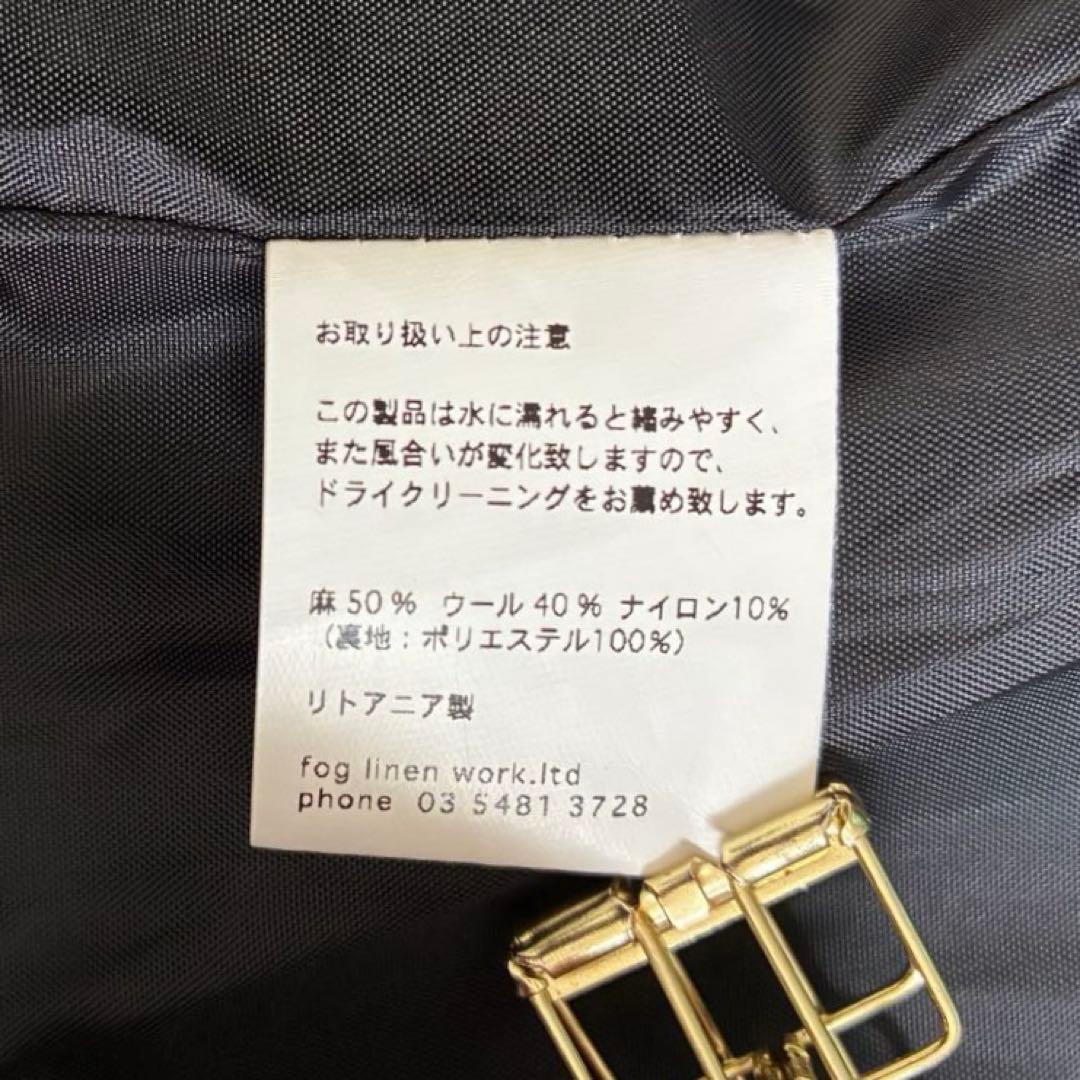 お取り扱い上の注意
この製品は水に濡れると縮みやすく、
また風合いが変化致しますので、
ドライクリーニングをお薦め致します。
麻 50% ウール 40% ナイロン10%
（裏地：ポリエステル100%）
リトアニア製
fog linen work.ltd
phone 03 5481 3728